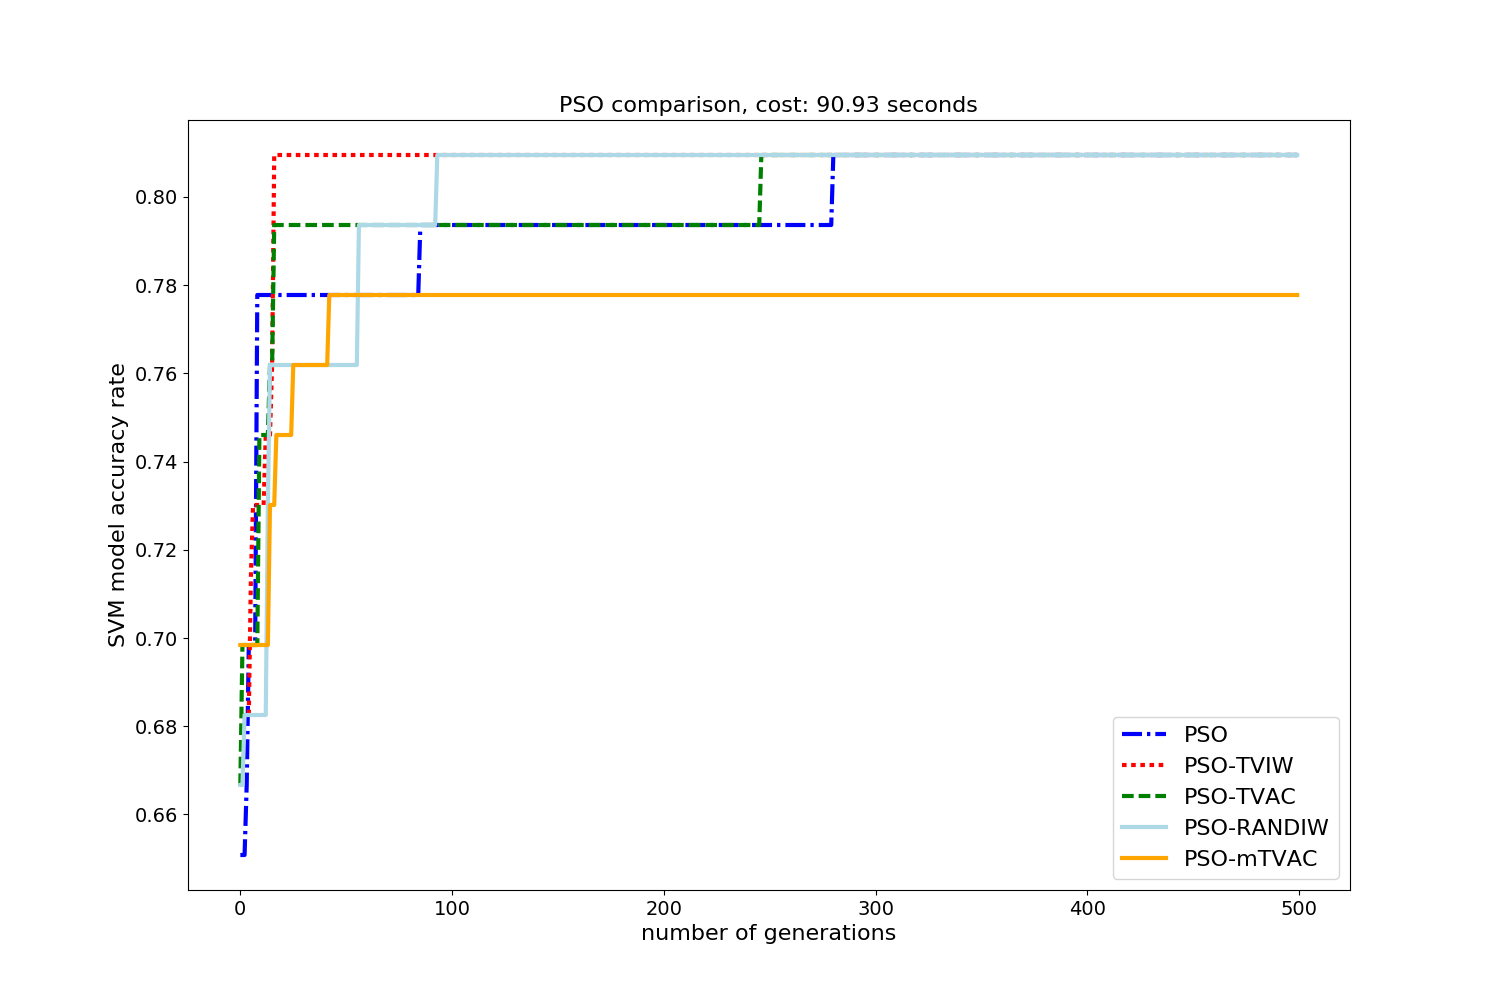 PSO comparison, cost: 90.93 seconds
SVM model accuracy rate
0.80
0.78
0.76
0.74
0.72
0.70
0.68
0.66
0 100 200 300 400 500
number of generations
PSO
PSO-TVIW
PSO-TVAC
PSO-RANDIW
PSO-mTVAC